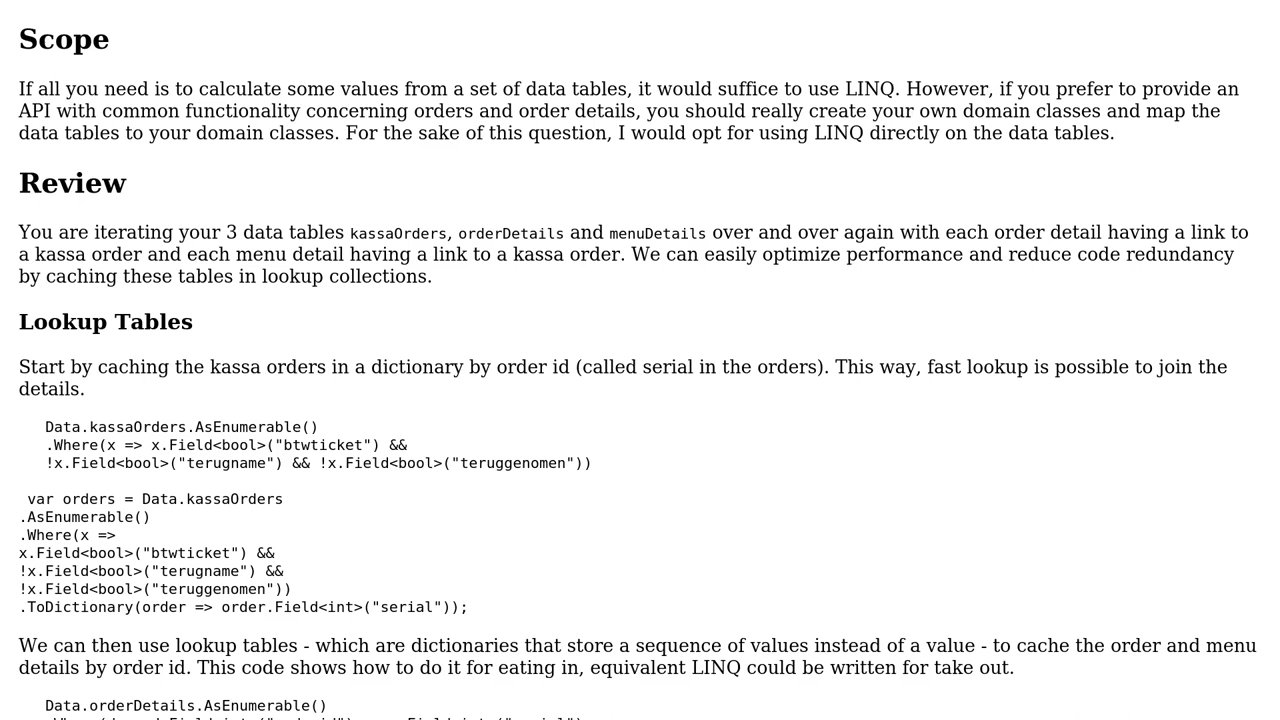 Scope
If all you need is to calculate some values from a set of data tables, it would suffice to use LINQ. However, if you prefer to provide an
API with common functionality concerning orders and order details, you should really create your own domain classes and map the
data tables to your domain classes. For the sake of this question, I would opt for using LINQ directly on the data tables.
Review
You are iterating your 3 data tables kassaOrders, orderDetails and menuDetails over and over again with each order detail having a link to
a kassa order and each menu detail having a link to a kassa order. We can easily optimize performance and reduce code redundancy
by caching these tables in lookup collections.
Lookup Tables
Start by caching the kassa orders in a dictionary by order id (called serial in the orders). This way, fast lookup is possible to join the
details.
Data.kassaOrders.AsEnumerable()
.Where(x => x.Field<bool>("btwticket") &&
!x.Field<bool>("terugname") && !x.Field<bool>("teruggenomen"))
var orders = Data.kassaOrders
.AsEnumerable()
.Where(x =>
x.Field<bool>("btwticket") &&
!x.Field<bool>("terugname") &&
!x.Field<bool>("teruggenomen"))
.ToDictionary(order => order.Field<int>("serial"));
We can then use lookup tables - which are dictionaries that store a sequence of values instead of a value - to cache the order and menu
details by order id. This code shows how to do it for eating in, equivalent LINQ could be written for take out.
Data.orderDetails.AsEnumerable()